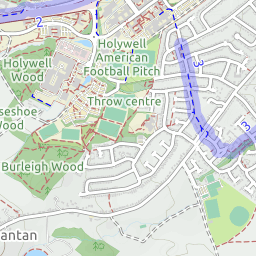 2
Holywell
American
Football Pitch
3
Holywell
Wood
Throw centre
seshoe
Wood
3
Burleigh Wood
antan